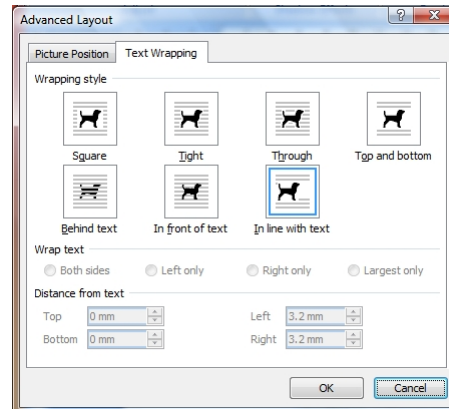 Advanced Layout
Picture Position Text Wrapping
Wrapping style
Square Tight Through Top and bottom
Behind text In front of text In line with text
Wrap text
Both sides Left only Right only Largest only
Distance from text
Top 0 mm Left 3.2 mm
Bottom 0 mm Right 3.2 mm
OK Cancel